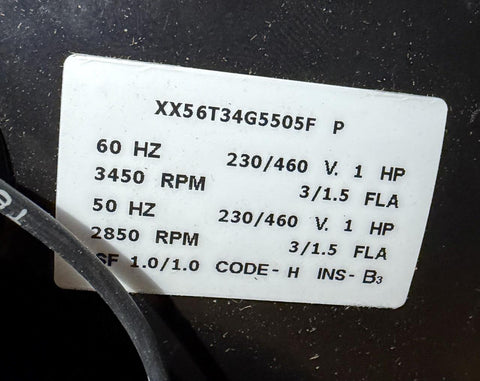 XX56T34G5505F P
60 HZ 230/460 V. 1 HP
3450 RPM 3/1.5 FLA
50 HZ 230/460 V. 1 HP
2850 RPM 3/1.5 FLA
SF 1.0/1.0 CODE- H INS- B3